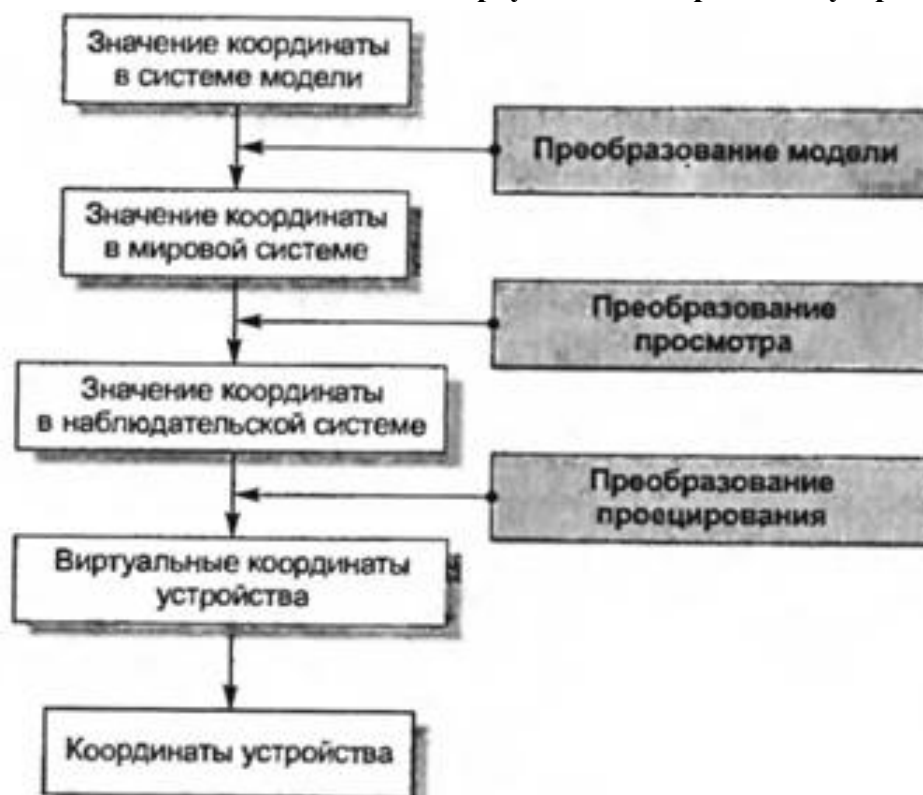 Значение координаты
в системе модели
Преобразование модели
Значение координаты
в мировой системе
Преобразование
просмотра
Значение координаты
в наблюдательской системе
Преобразование
проецирования
Виртуальные координаты
устройства
Координаты устройства